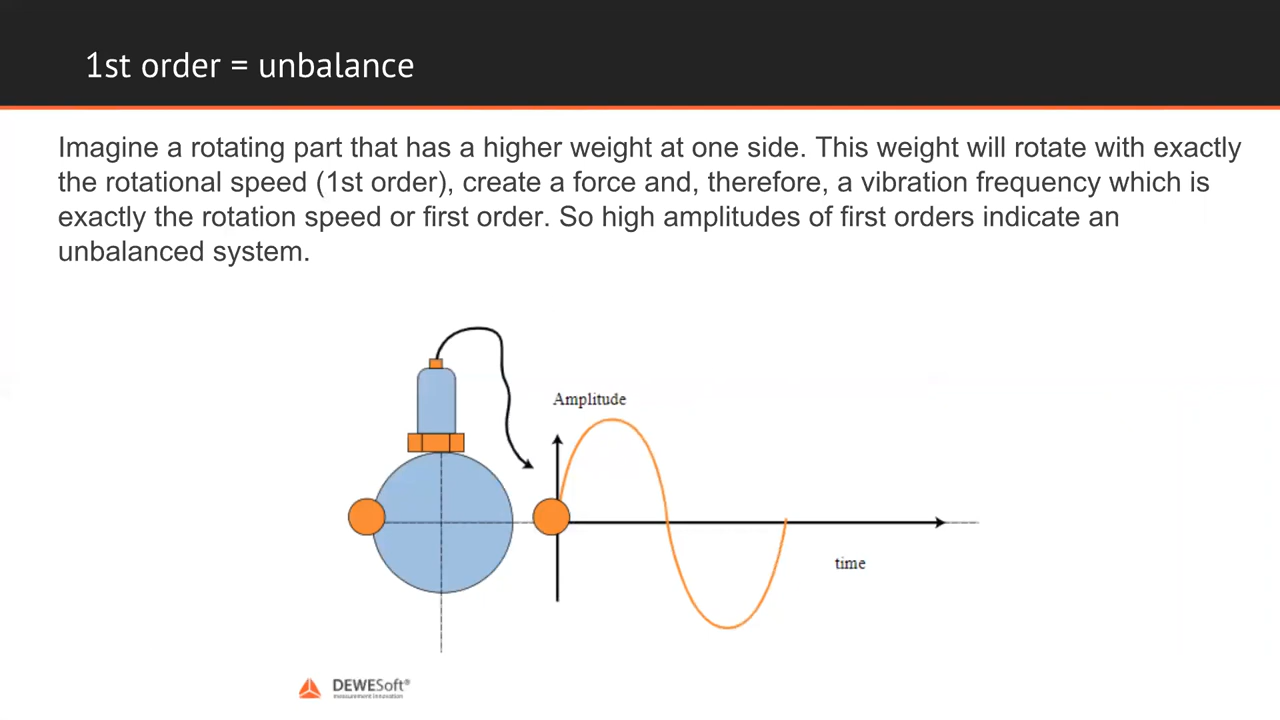 1st order = unbalance
Imagine a rotating part that has a higher weight at one side. This weight will rotate with exactly
the rotational speed (1st order), create a force and, therefore, a vibration frequency which is
exactly the rotation speed or first order. So high amplitudes of first orders indicate an
unbalanced system.
Amplitude
time
DEWESoft®
measurement innovation